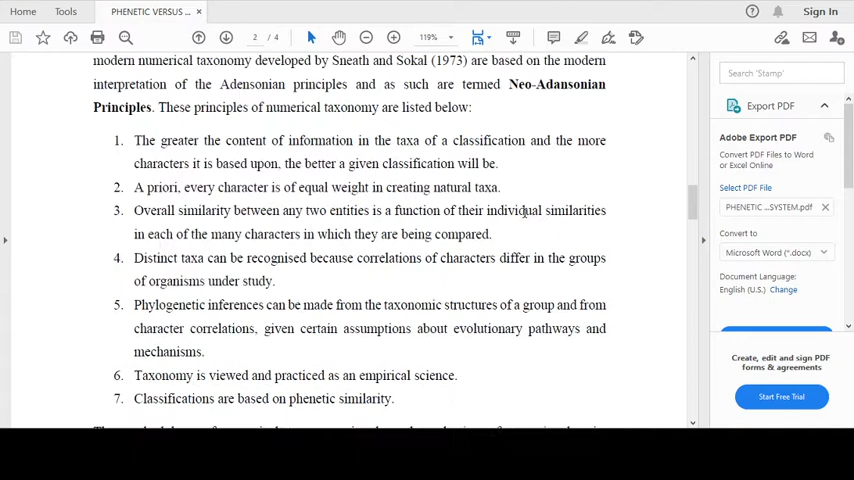 Home Tools PHENETIC VERSUS ... × Sign In
2 / 4 119%
modern numerical taxonomy developed by Sneath and Sokal (1973) are based on the modern
interpretation of the Adensonian principles and as such are termed Neo-Adansonian
Principles. These principles of numerical taxonomy are listed below:
1. The greater the content of information in the taxa of a classification and the more
characters it is based upon, the better a given classification will be.
2. A priori, every character is of equal weight in creating natural taxa.
3. Overall similarity between any two entities is a function of their individual similarities
in each of the many characters in which they are being compared.
4. Distinct taxa can be recognised because correlations of characters differ in the groups
of organisms under study.
5. Phylogenetic inferences can be made from the taxonomic structures of a group and from
character correlations, given certain assumptions about evolutionary pathways and
mechanisms.
6. Taxonomy is viewed and practiced as an empirical science.
7. Classifications are based on phenetic similarity.
Search 'Stamp'
Export PDF
Adobe Export PDF
Convert PDF Files to Word
or Excel Online
Select PDF File
PHENETIC ...SYSTEM.pdf ×
Convert to
Microsoft Word (*.docx)
Document Language:
English (U.S.) Change
Create, edit and sign PDF
forms & agreements
Start Free Trial